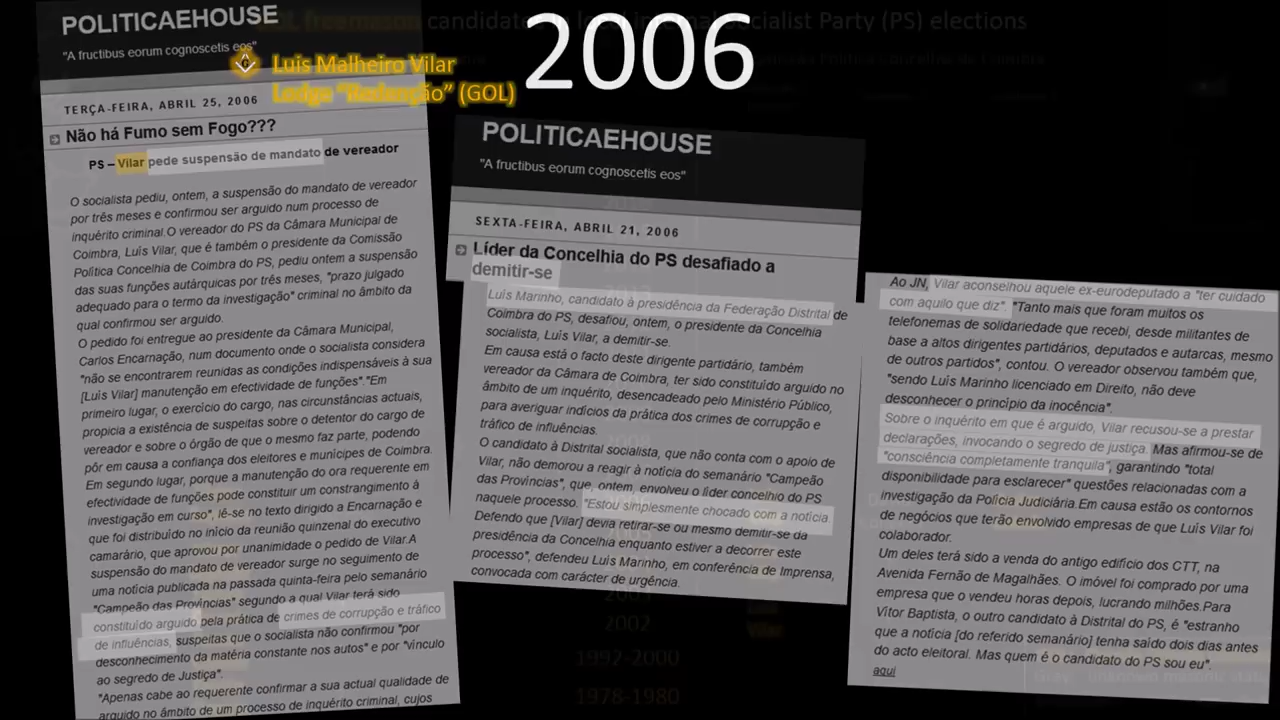 GOL freemason candidates in local internal Socialist Party (PS) elections
2006
Luis Malheiro Vilar
Lodge "Redenção" (GOL)
POLITICAEHOUSE
"A fructibus eorum cognoscetis eos"
TERÇA-FEIRA, ABRIL 25, 2006
Não há Fumo sem Fogo???
PS – Vilar pede suspensão de mandato de vereador
O socialista pediu, ontem, a suspensão do mandato de vereador
por três meses e confirmou ser arguido num processo de
inquérito criminal.O vereador do PS da Câmara Municipal de
Coimbra, Luís Vilar, que é também o presidente da Comissão
Política Concelhia de Coimbra do PS, pediu ontem a suspensão
das suas funções autárquicas por três meses, "prazo julgado
adequado para o termo da investigação" criminal no âmbito da
qual confirmou ser arguido.
O pedido foi entregue ao presidente da Câmara Municipal,
Carlos Encarnação, num documento onde o socialista considera
"não se encontrarem reunidas as condições indispensáveis à sua
[Luís Vilar] manutenção em efectividade de funções"."Em
primeiro lugar, o exercício do cargo, nas circunstâncias actuais,
propicia a existência de suspeitas sobre o detentor do cargo de
vereador e sobre o órgão de que o mesmo faz parte, podendo
pôr em causa a confiança dos eleitores e munícipes de Coimbra.
Em segundo lugar, porque a manutenção do ora requerente em
efectividade de funções pode constituir um constrangimento à
investigação em curso", lê-se no texto dirigido a Encarnação e
que foi distribuído no início da reunião quinzenal do executivo
camarário, que aprovou por unanimidade o pedido de Vilar.A
suspensão do mandato de vereador surge no seguimento de
uma notícia publicada na passada quinta-feira pelo semanário
"Campeão das Províncias" segundo a qual Vilar terá sido
constituído arguido pela prática de crimes de corrupção e tráfico
de influências, suspeitas que o socialista não confirmou "por
desconhecimento da matéria constante nos autos" e por "vínculo
ao segredo de Justiça".
"Apenas cabe ao requerente confirmar a sua actual qualidade de
arguido no âmbito de um processo de inquérito criminal, cujos
POLITICAEHOUSE
"A fructibus eorum cognoscetis eos"
SEXTA-FEIRA, ABRIL 21, 2006
Líder da Concelhia do PS desafiado a
demitir-se
Luís Marinho, candidato à presidência da Federação Distrital de
Coimbra do PS, desafiou, ontem, o presidente da Concelhia
socialista, Luís Vilar, a demitir-se.
Em causa está o facto deste dirigente partidário, também
vereador da Câmara de Coimbra, ter sido constituído arguido no
âmbito de um inquérito, desencadeado pelo Ministério Público,
para averiguar indícios da prática dos crimes de corrupção e
tráfico de influências.
O candidato à Distrital socialista, que não conta com o apoio de
Vilar, não demorou a reagir à notícia do semanário "Campeão
das Províncias", que, ontem, envolveu o líder concelhio do PS
naquele processo. "Estou simplesmente chocado com a notícia.
Defendo que [Vilar] devia retirar-se ou mesmo demitir-se da
presidência da Concelhia enquanto estiver a decorrer este
processo", defendeu Luís Marinho, em conferência de Imprensa,
convocada com carácter de urgência.
Ao JN, Vilar aconselhou aquele ex-eurodeputado a "ter cuidado
com aquilo que diz". "Tanto mais que foram muitos os
telefonemas de solidariedade que recebi, desde militantes de
base a altos dirigentes partidários, deputados e autarcas, mesmo
de outros partidos", contou. O vereador observou também que,
"sendo Luís Marinho licenciado em Direito, não deve
desconhecer o princípio da inocência".
Sobre o inquérito em que é arguido, Vilar recusou-se a prestar
declarações, invocando o segredo de justiça. Mas afirmou-se de
"consciência completamente tranquila", garantindo "total
disponibilidade para esclarecer" questões relacionadas com a
investigação da Polícia Judiciária.Em causa estão os contornos
de negócios que terão envolvido empresas de que Luís Vilar foi
colaborador.
Um deles terá sido a venda do antigo edifício dos CTT, na
Avenida Fernão de Magalhães. O imóvel foi comprado por uma
empresa que o vendeu horas depois, lucrando milhões.Para
Vítor Baptista, o outro candidato à Distrital do PS, é "estranho
que a notícia [do referido semanário] tenha saído dois dias antes
do acto eleitoral. Mas quem é o candidato do PS sou eu".
aqui
2002
Vilar
1992-2000
1978-1980